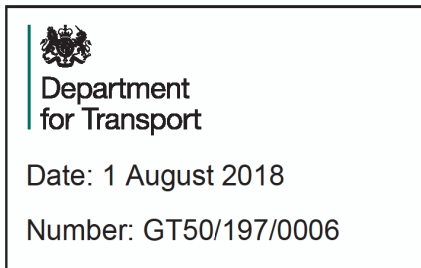 Department
for Transport
Date: 1 August 2018
Number: GT50/197/0006